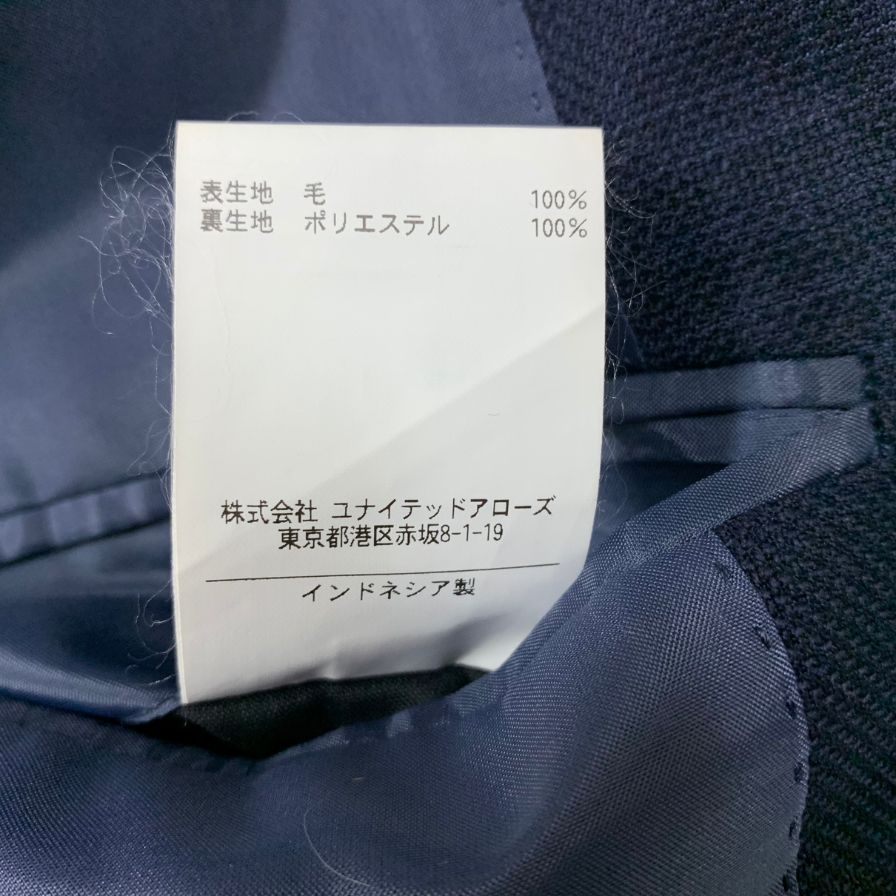 表生地 毛 100%
裏生地 ポリエステル 100%
株式会社 ユナイテッドアローズ
東京都港区赤坂8-1-19
インドネシア製